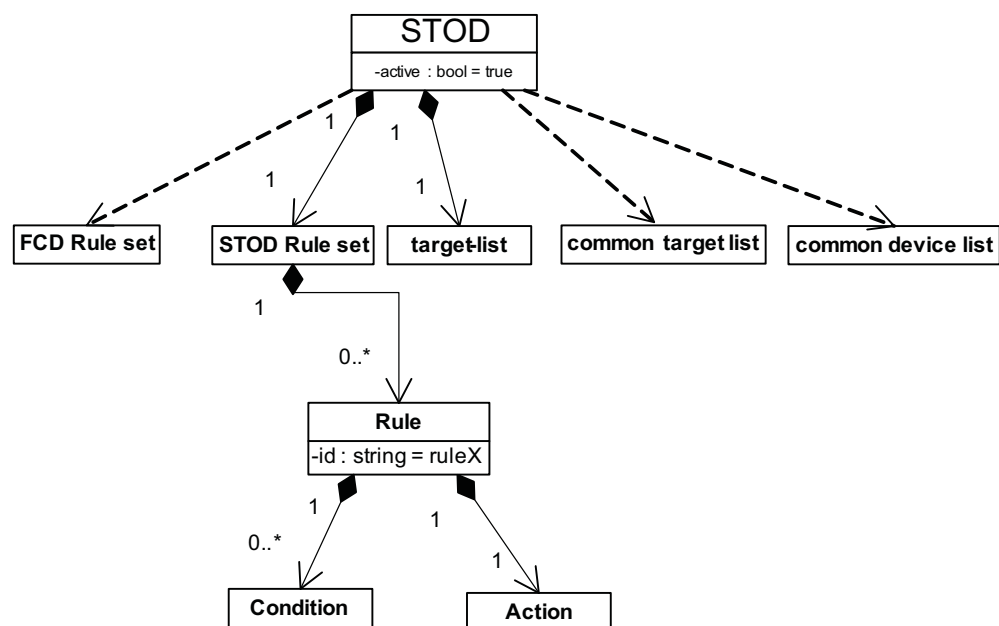 STOD
-active : bool = true
1
1
1
1
FCD Rule set
STOD Rule set
target-list
common target list
common device list
1
0..*
Rule
-id : string = ruleX
1
1
0..*
1
Condition
Action